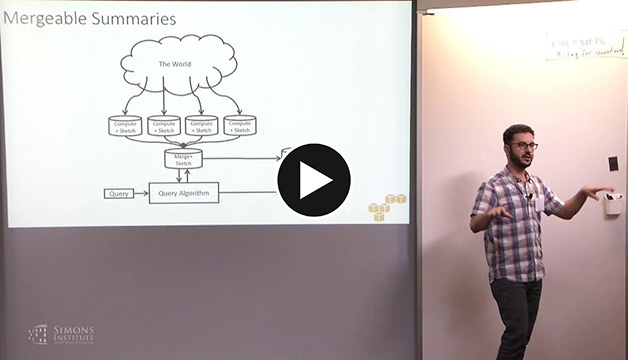 Mergeable Summaries
The World
Compute
+ Sketch
Compute
+ Sketch
Compute
+ Sketch
Compute
+ Sketch
Merge+
Sketch
Query
Query Algorithm
SIMONS
INSTITUTE